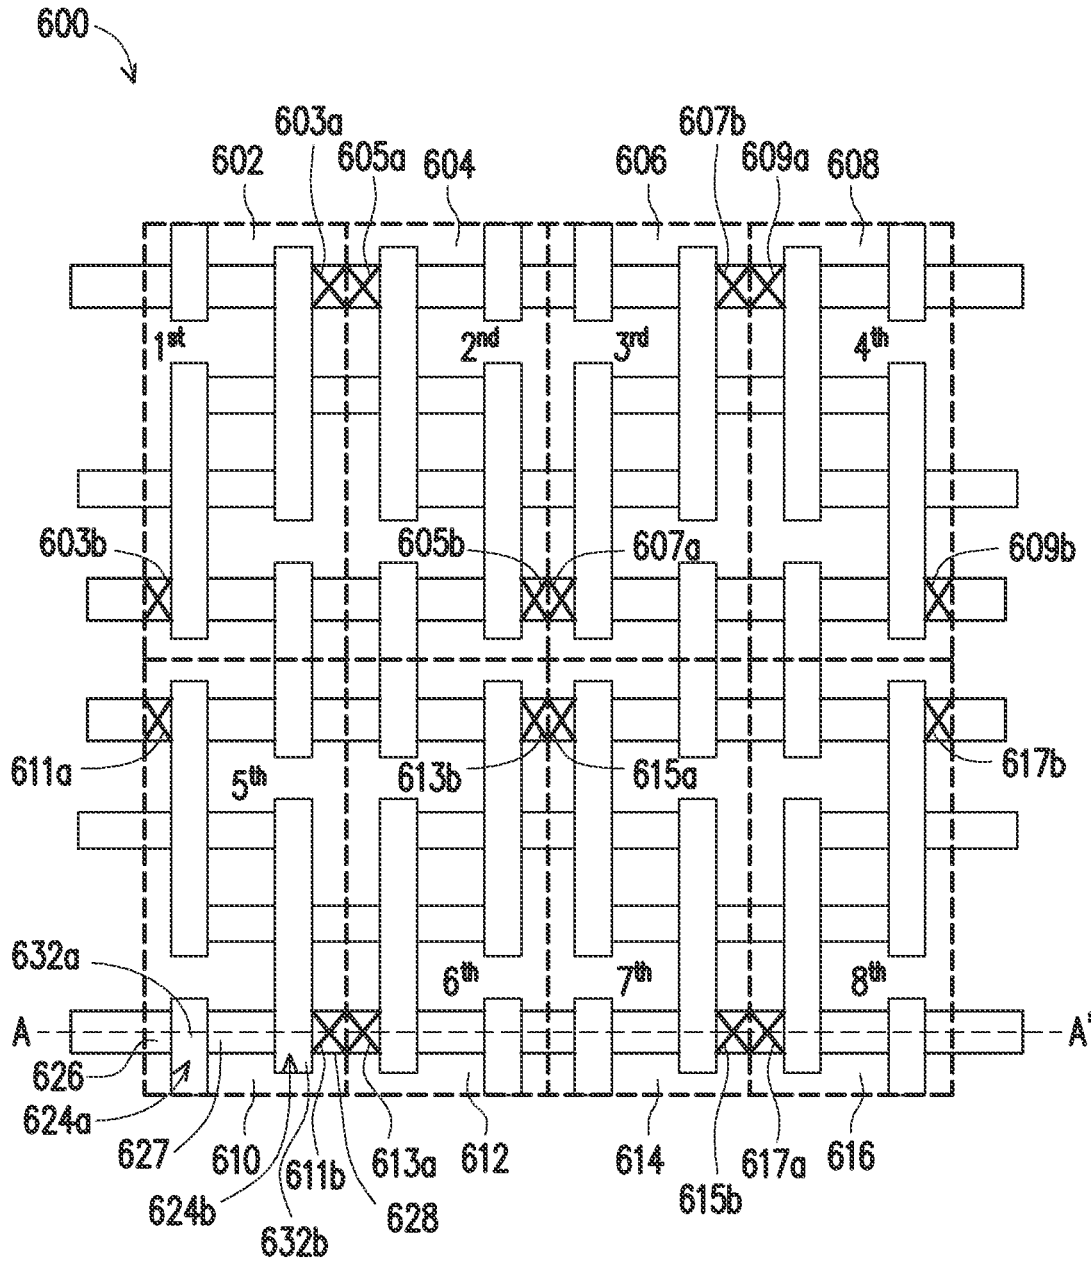 600
603a 607b
602 605a 604 606 609a 608
1st 2nd 3rd 4th
603b 605b 607a 609b
611a 5th 613b 615a 617b
632a 6th 7th 8th
A A'
626
624a
627 610 611b 613a 612 614 617a 616
624b 628 615b
632b